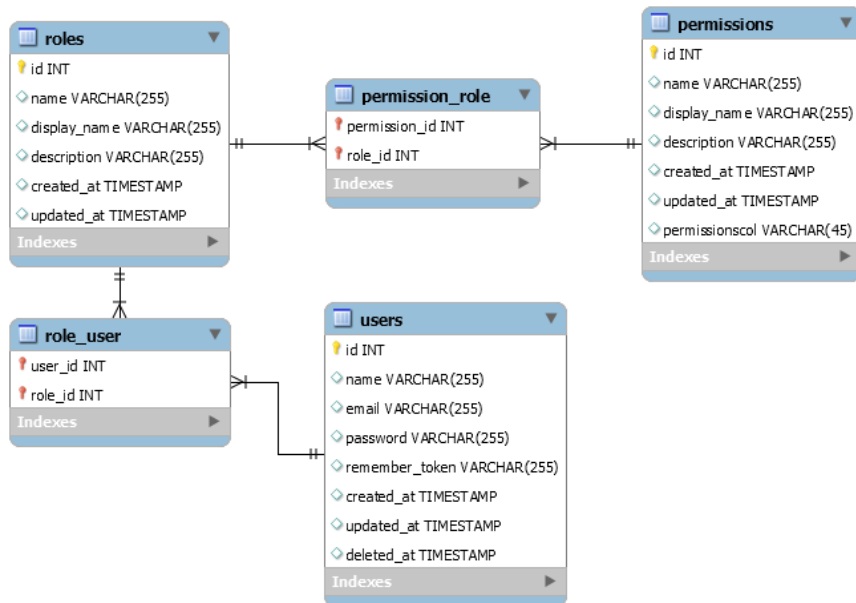 roles
id INT
name VARCHAR(255)
display_name VARCHAR(255)
description VARCHAR(255)
created_at TIMESTAMP
updated_at TIMESTAMP
Indexes
permission_role
permission_id INT
role_id INT
Indexes
permissions
id INT
name VARCHAR(255)
display_name VARCHAR(255)
description VARCHAR(255)
created_at TIMESTAMP
updated_at TIMESTAMP
permissionscol VARCHAR(45)
Indexes
role_user
user_id INT
role_id INT
Indexes
users
id INT
name VARCHAR(255)
email VARCHAR(255)
password VARCHAR(255)
remember_token VARCHAR(255)
created_at TIMESTAMP
updated_at TIMESTAMP
deleted_at TIMESTAMP
Indexes